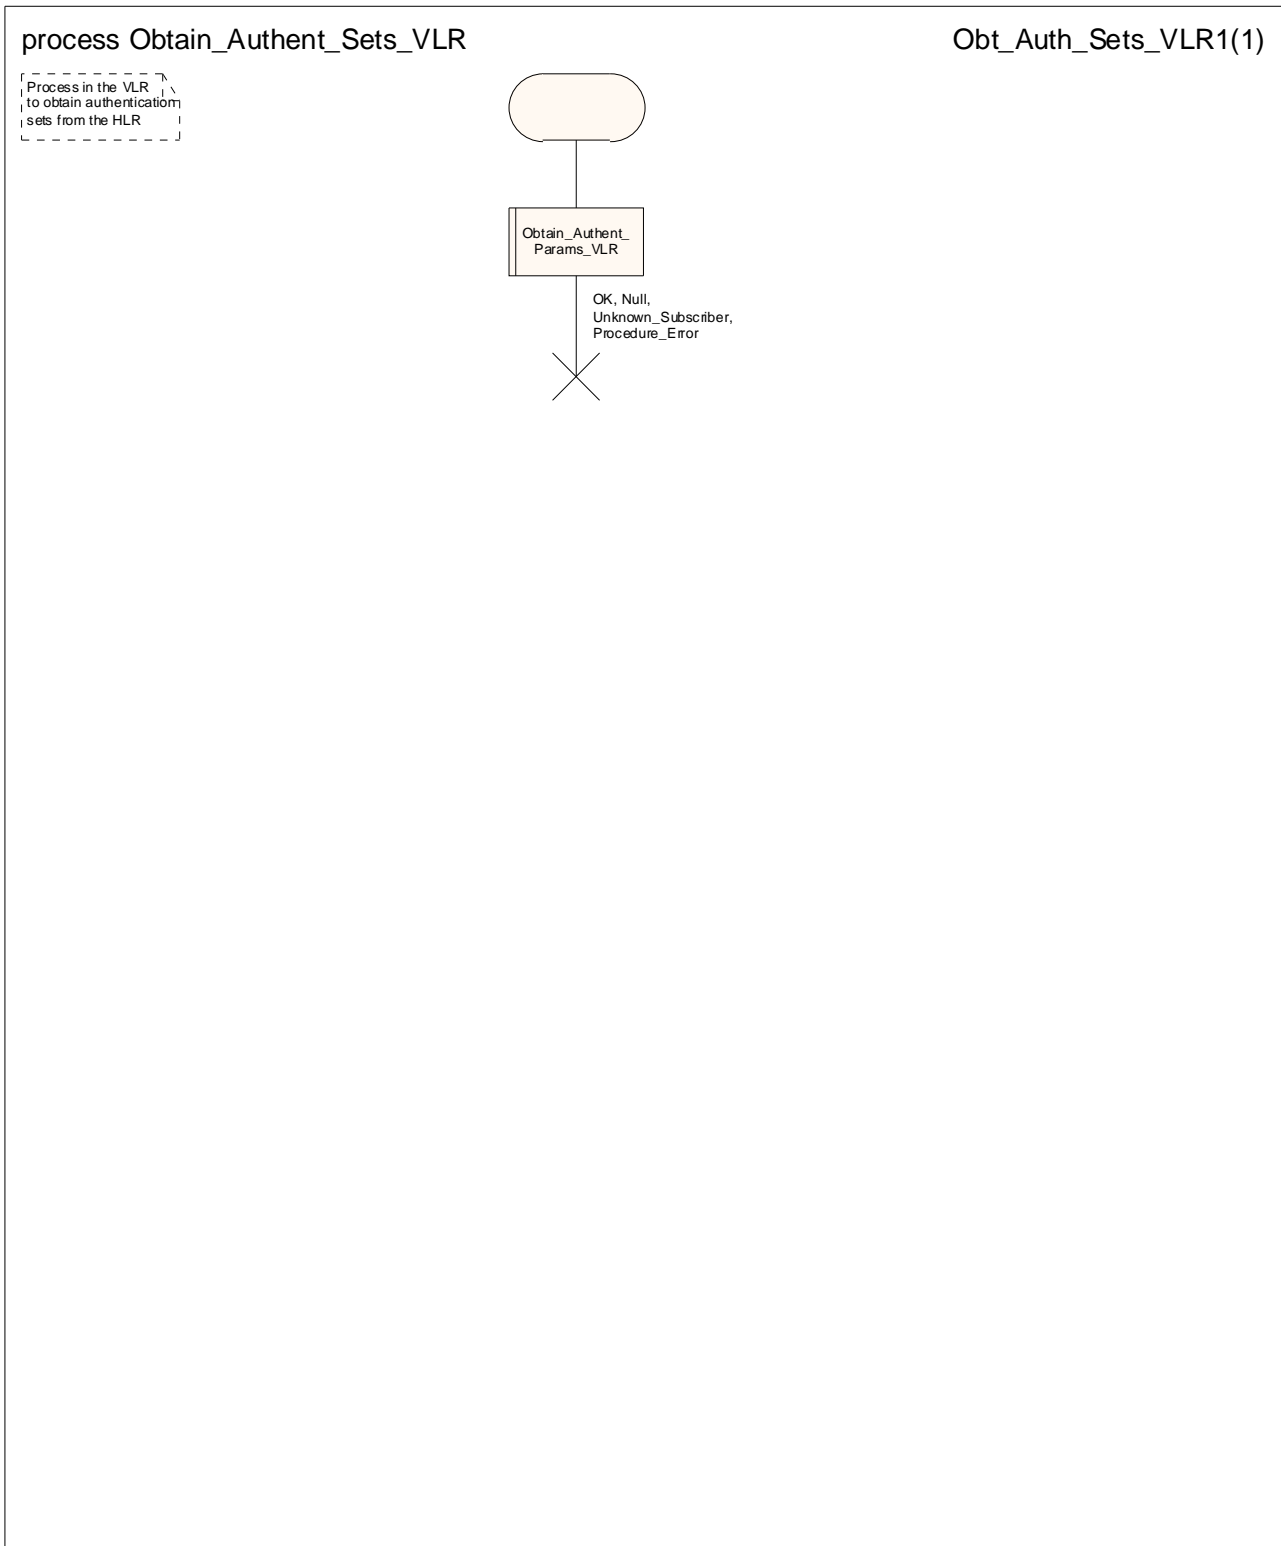 process Obtain_Authent_Sets_VLR
Obt_Auth_Sets_VLR1(1)
Process in the VLR
to obtain authentication
sets from the HLR
Obtain_Authent_
Params_VLR
OK, Null,
Unknown_Subscriber,
Procedure_Error